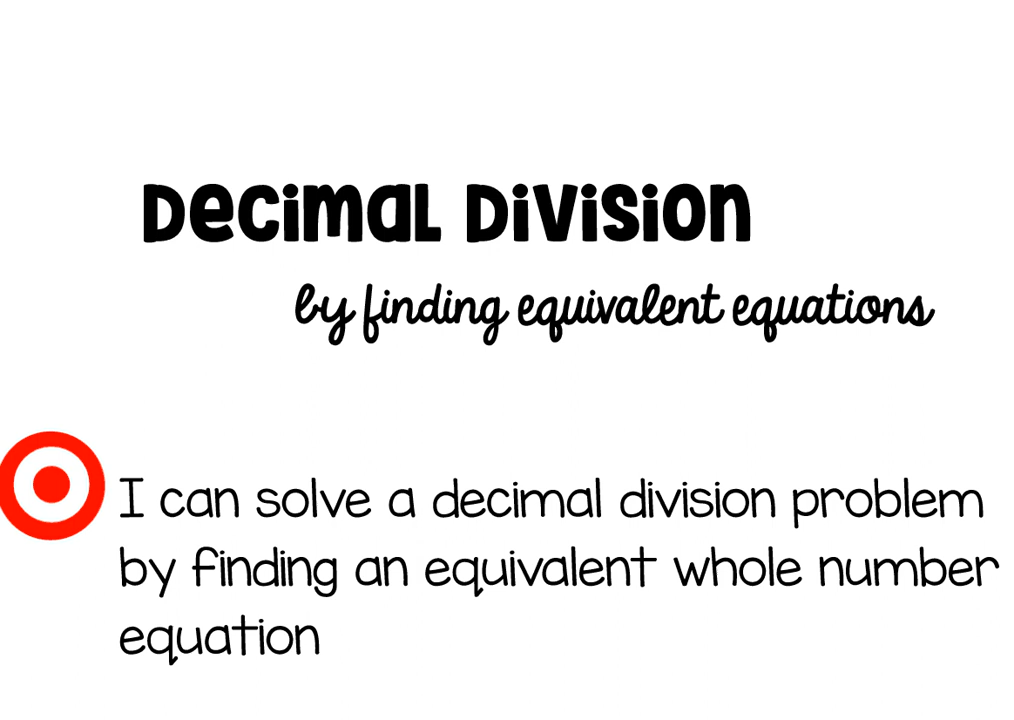 Decimal Division
by finding equivalent equations
I can solve a decimal division problem
by finding an equivalent whole number
equation